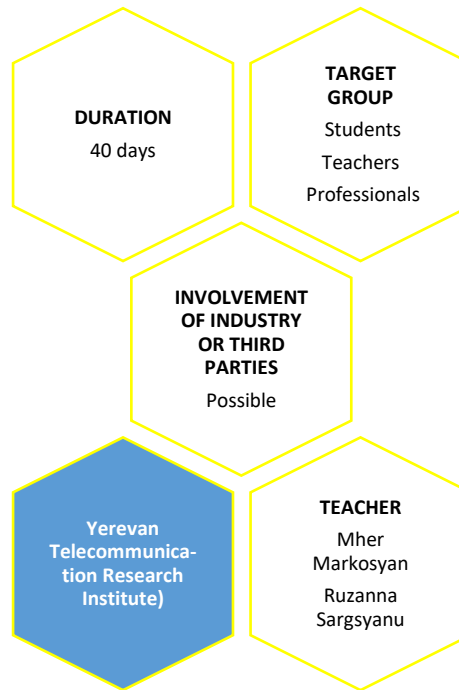 DURATION
40 days
TARGET
GROUP
Students
Teachers
Professionals
INVOLVEMENT
OF INDUSTRY
OR THIRD
PARTIES
Possible
Yerevan
Telecommunica-
tion Research
Institute)
TEACHER
Mher
Markosyan
Ruzanna
Sargsyanu